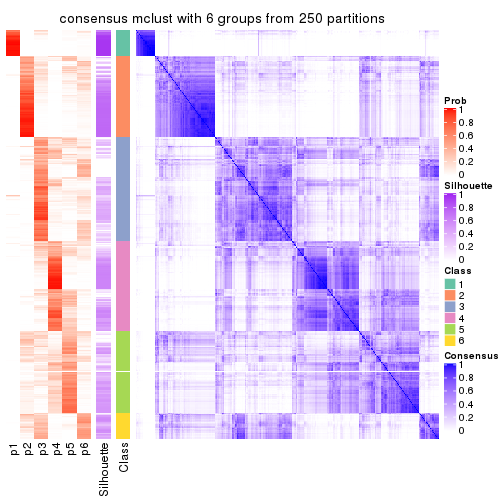 consensus mclust with 6 groups from 250 partitions
Prob
1
0.8
0.6
0.4
0.2
0
Silhouette
1
0.8
0.6
0.4
0.2
0
Class
1
2
3
4
5
6
Consensus
1
0.8
0.6
0.4
0.2
0
p1
p2
p3
p4
p5
p6
Silhouette
Class